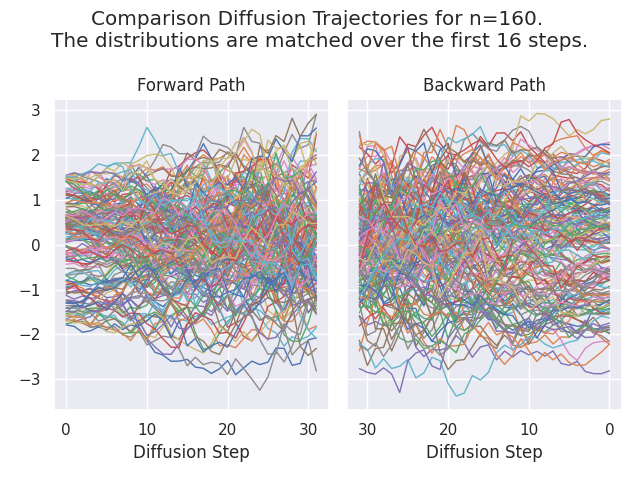 Comparison Diffusion Trajectories for n=160.
The distributions are matched over the first 16 steps.
Forward Path
Backward Path
3
2
1
0
−1
−2
−3
0 10 20 30
30 20 10 0
Diffusion Step
Diffusion Step